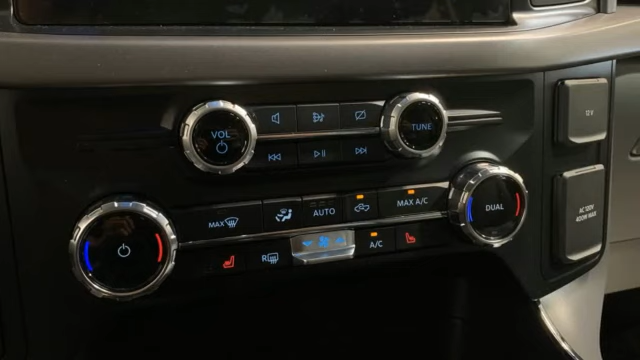 VOL
TUNE
12V
MAX
AUTO
MAX A/C
DUAL
AC 120V
400W MAX
R
A/C